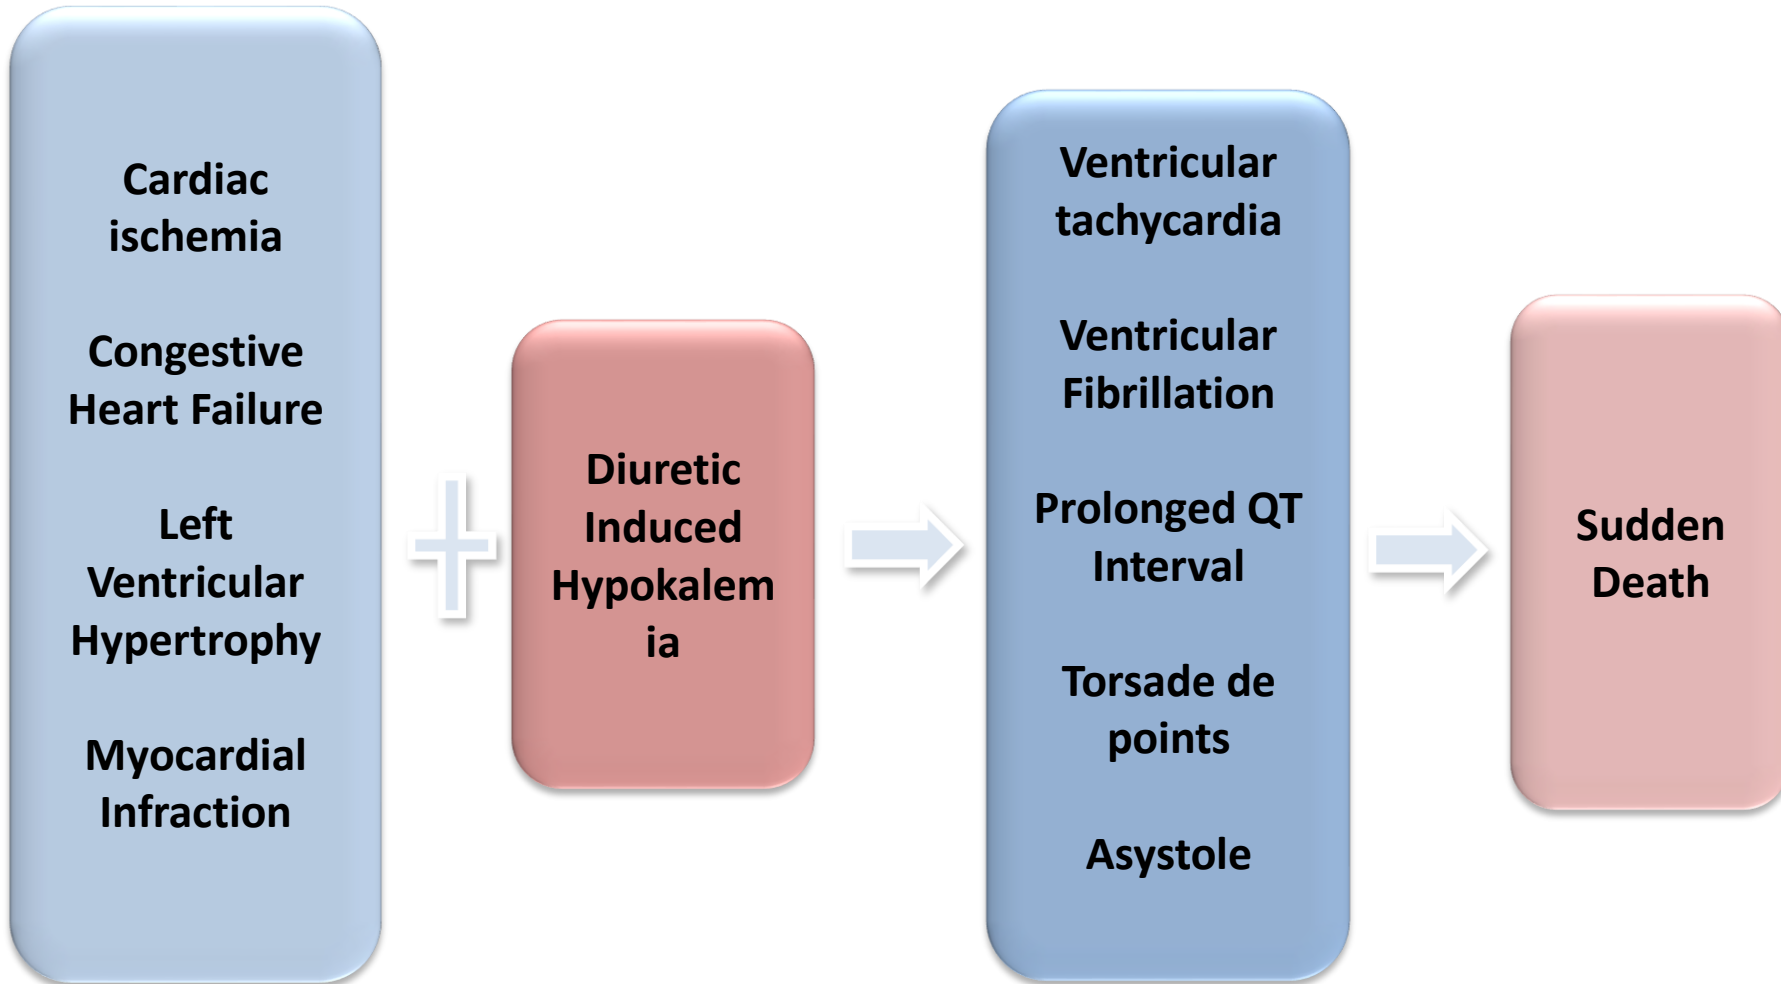 Cardiac
ischemia
Congestive
Heart Failure
Left
Ventricular
Hypertrophy
Myocardial
Infraction
Diuretic
Induced
Hypokalem
ia
Ventricular
tachycardia
Ventricular
Fibrillation
Prolonged QT
Interval
Torsade de
points
Asystole
Sudden
Death